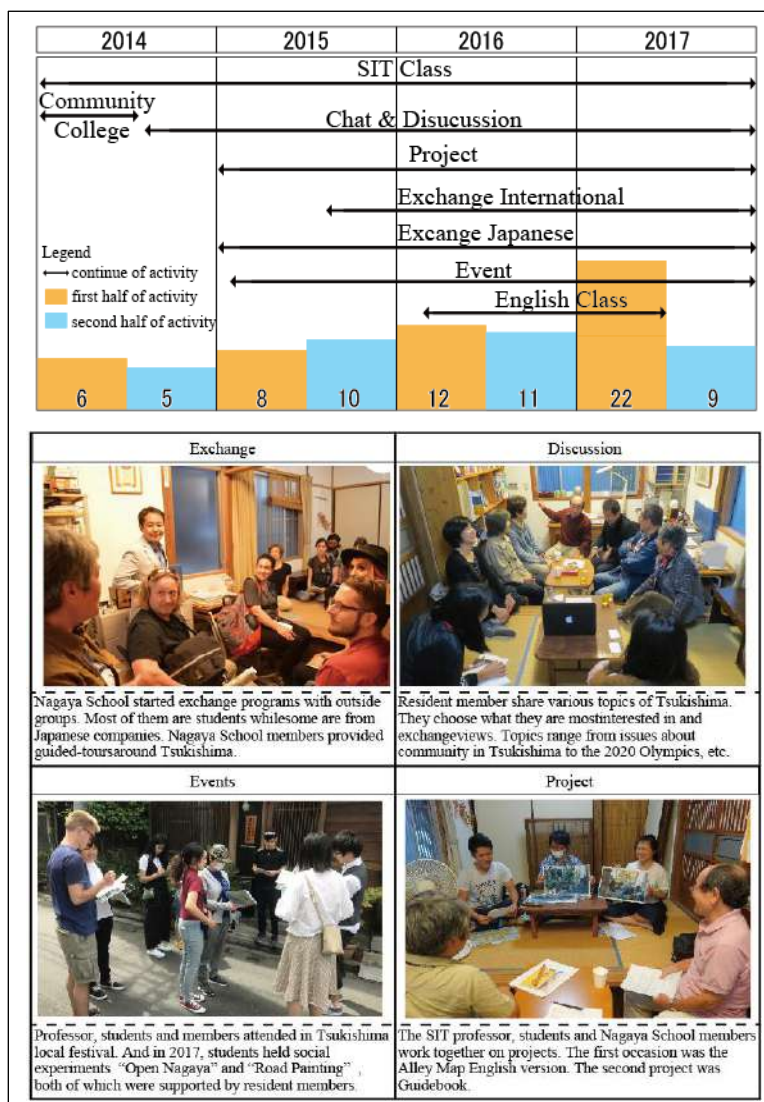 2014 2015 2016 2017
SIT Class
Community
College
Chat & Disucussion
Project
Exchange International
Excange Japanese
Event
English Class
Legend
continue of activity
first half of activity
second half of activity
6 5 8 10 12 11 22 9
Exchange
Nagaya School started exchange programs with outside
groups. Most of them are students whilesome are from
Japanese companies. Nagaya School members provided
guided-toursaround Tsukishima.
Discussion
Resident member share various topics of Tsukishima.
They choose what they are mostinterested in and
exchangeviews. Topics range from issues about
community in Tsukishima to the 2020 Olympics, etc.
Events
Professor, students and members attended in Tsukishima
local festival. And in 2017, students held social
experiments “Open Nagaya” and “Road Painting” ,
both of which were supported by resident members.
Project
The SIT professor, students and Nagaya School members
work together on projects. The first occasion was the
Alley Map English version. The second project was
Guidebook.